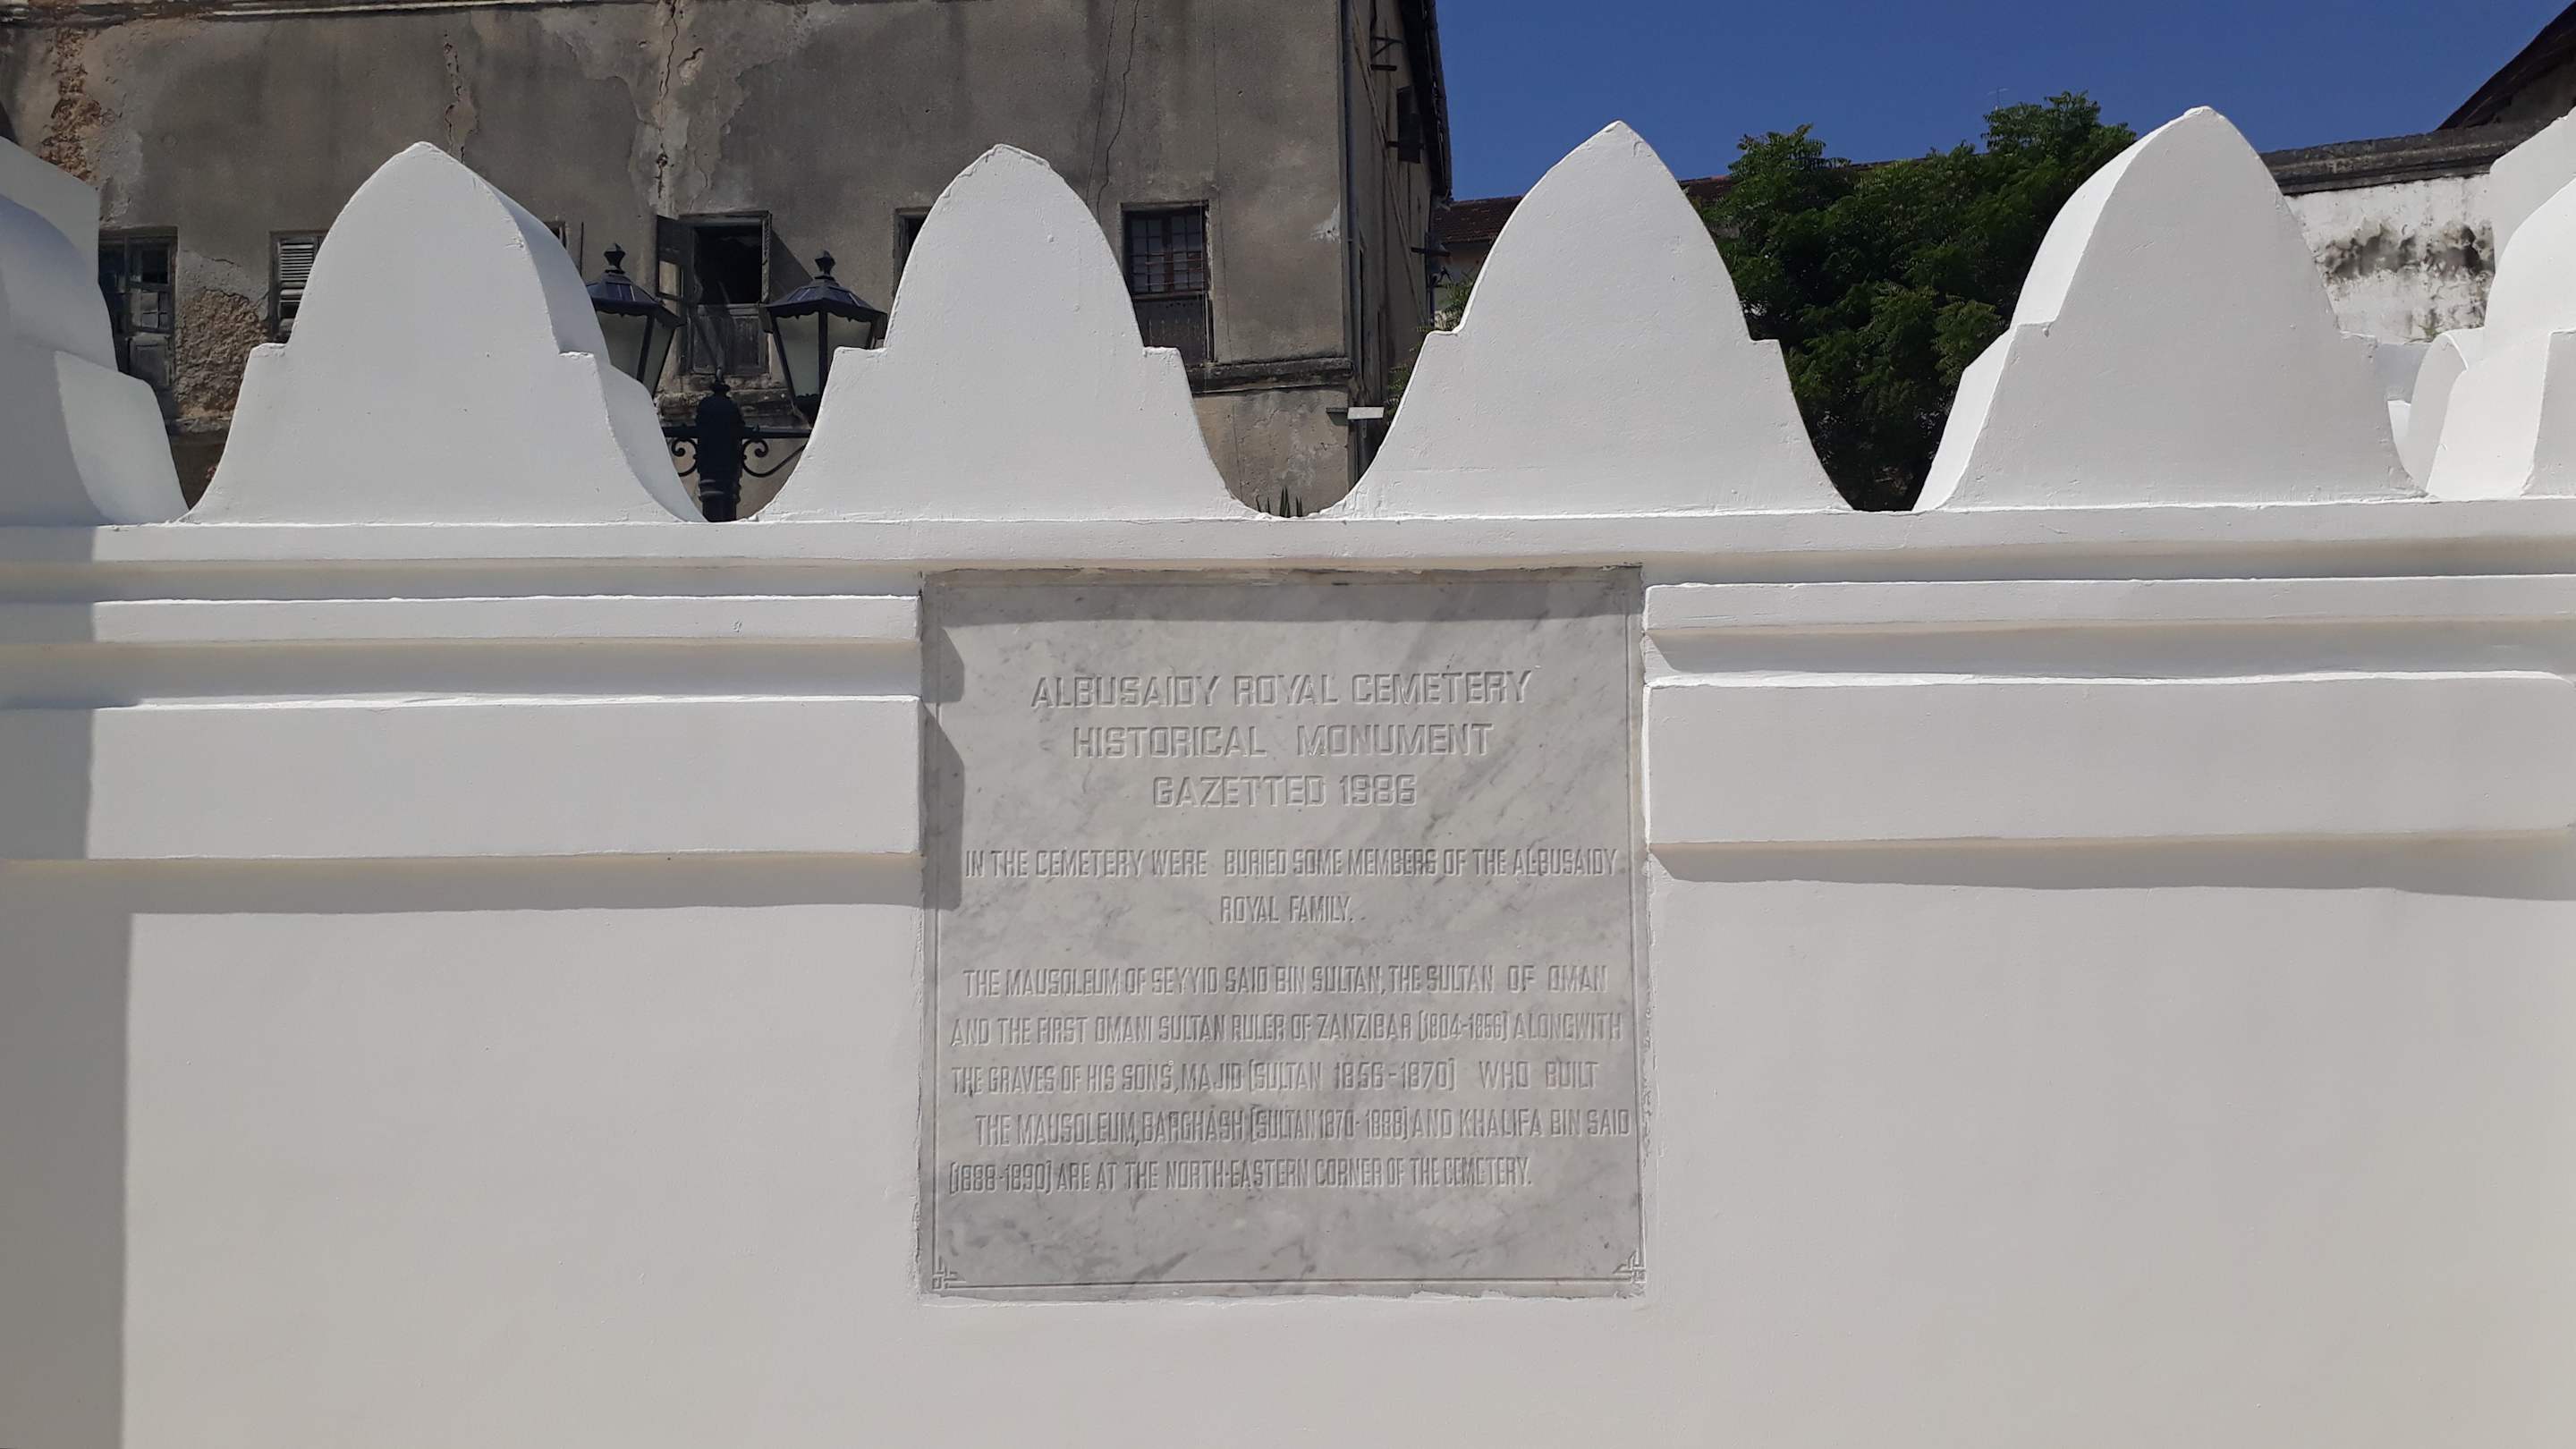 ALBUSAIDY ROYAL CEMETERY
HISTORICAL MONUMENT
GAZETTED 1986
IN THE CEMETERY WERE BURIED SOME MEMBERS OF THE ALBUSAIDY
ROYAL FAMILY.
THE MAUSOLEUM OF SEYYID SAID BIN SULTAN, THE SULTAN OF OMAN
AND THE FIRST OMANI SULTAN RULER OF ZANZIBAR (1804-1856) ALONGWITH
THE GRAVES OF HIS SONS, MAJID (SULTAN 1856-1870) WHO BUILT
THE MAUSOLEUM, BARGHASH (SULTAN 1870-1888) AND KHALIFA BIN SAID
(1888-1890) ARE AT THE NORTH-EASTERN CORNER OF THE CEMETERY.